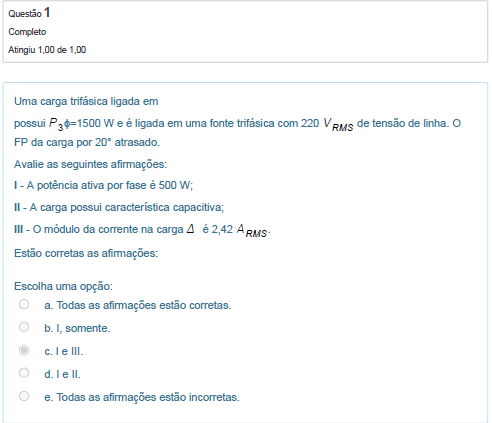 Questão 1
Completo
Atingiu 1,00 de 1,00
Uma carga trifásica ligada em
possui P3ϕ=1500 W e é ligada em uma fonte trifásica com 220 VRMS de tensão de linha. O
FP da carga por 20° atrasado.
Avalie as seguintes afirmações:
I - A potência ativa por fase é 500 W;
II - A carga possui característica capacitiva;
III - O módulo da corrente na carga Δ é 2,42 ARMS.
Estão corretas as afirmações:
Escolha uma opção:
a. Todas as afirmações estão corretas.
b. I, somente.
c. I e III.
d. I e II.
e. Todas as afirmações estão incorretas.